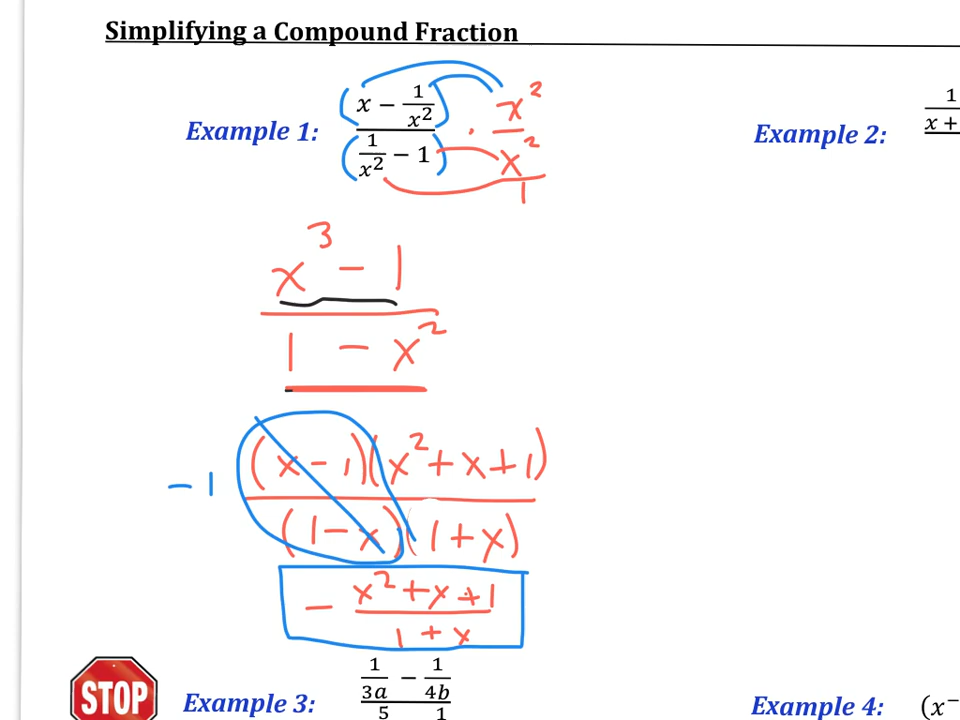 Simplifying a Compound Fraction
Example 1: (x − 1/x²)/(1/x² − 1) · x²/x²
1
Example 2: 1/x +
x³ − 1
1 − x²
−1 (x − 1)(x² + x + 1)
(1 − x)(1 + x)
− (x² + x + 1)/(1 + x)
STOP
Example 3: 1/3a − 1/4b
5 1
Example 4: (x⁻